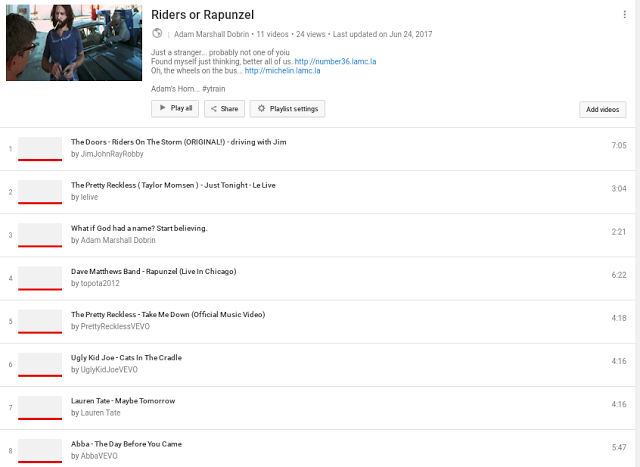 Riders or Rapunzel
Adam Marshall Dobrin • 11 videos • 24 views • Last updated on Jun 24, 2017
Just a stranger... probably not one of yoiu
Found myself just thinking, better all of us. http://number36.lamc.la
Oh, the wheels on the bus... http://michelin.lamc.la
Adam's Horn... #ytrain
Play all
Share
Playlist settings
Add videos
1
The Doors - Riders On The Storm (ORIGINAL!) - driving with Jim
7:05
by JimJohnRayRobby
2
The Pretty Reckless ( Taylor Momsen ) - Just Tonight - Le Live
3:04
by lelive
3
What if God had a name? Start believing.
2:21
by Adam Marshall Dobrin
4
Dave Matthews Band - Rapunzel (Live In Chicago)
6:22
by topota2012
5
The Pretty Reckless - Take Me Down (Official Music Video)
4:18
by PrettyRecklessVEVO
6
Ugly Kid Joe - Cats In The Cradle
4:16
by UglyKidJoeVEVO
7
Lauren Tate - Maybe Tomorrow
4:16
by Lauren Tate
8
Abba - The Day Before You Came
5:47
by AbbaVEVO